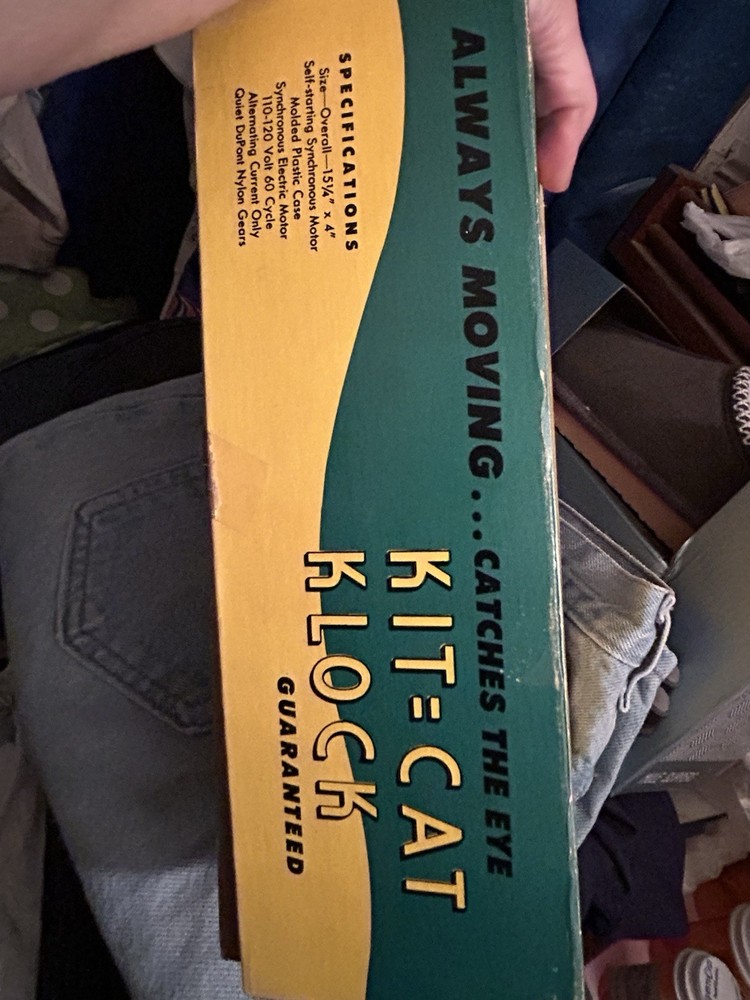 ALWAYS MOVING...CATCHES THE EYE
KIT=CAT
KLOCK
GUARANTEED
SPECIFICATIONS
Size—Overall—15¼" x 4"
Self-starting Synchronous Motor
Molded Plastic Case
Synchronous Electric Motor
110-120 Volt 60 Cycle
Alternating Current Only
Quiet DuPont Nylon Gears